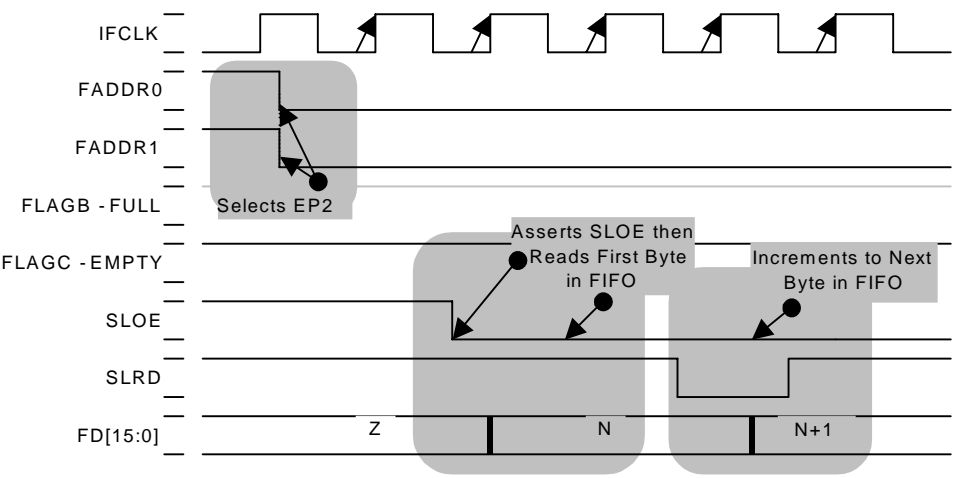 IFCLK
FADDR0
FADDR1
FLAGB - FULL
Selects EP2
FLAGC - EMPTY
Asserts SLOE then
Reads First Byte
in FIFO
Increments to Next
Byte in FIFO
SLOE
SLRD
FD[15:0]
Z
N
N+1